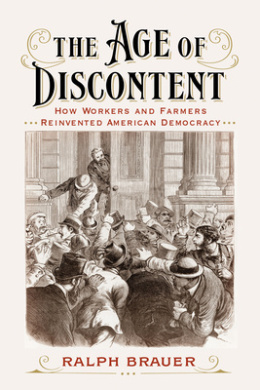 THE AGE OF
DISCONTENT
HOW WORKERS AND FARMERS
REINVENTED AMERICAN DEMOCRACY
RALPH BRAUER